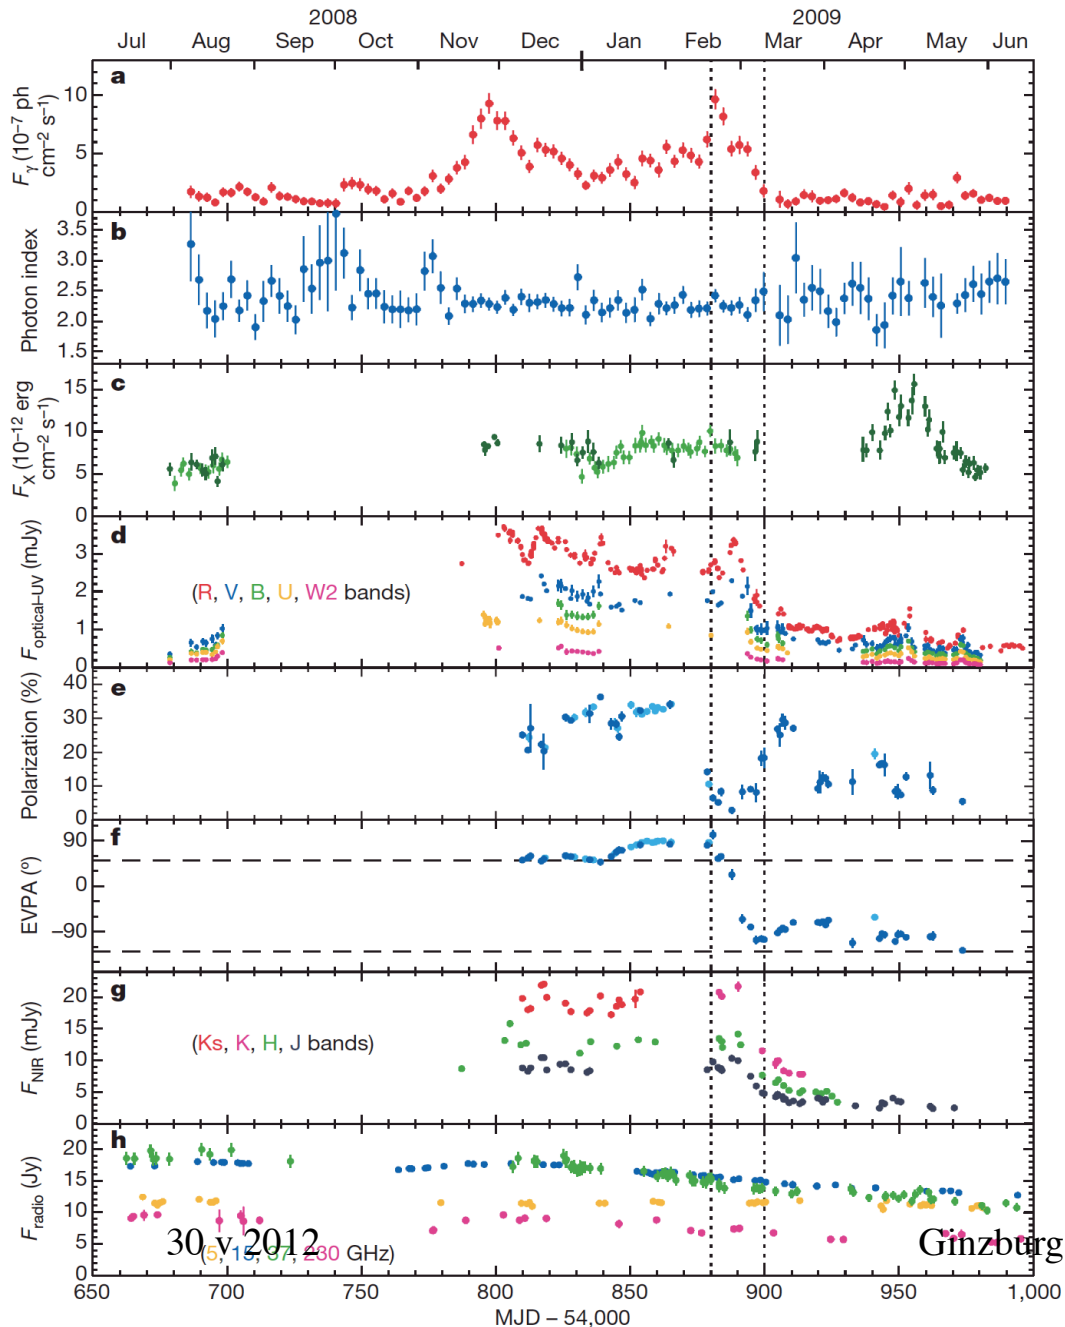 2008 2009
Jul Aug Sep Oct Nov Dec Jan Feb Mar Apr May Jun
a
10
5
0
Fγ (10⁻⁷ ph cm⁻² s⁻¹)
b
3.5
3.0
2.5
2.0
1.5
Photon index
c
15
10
5
0
FX (10⁻¹² erg cm⁻² s⁻¹)
d
3
2
1
0
Foptical–UV (mJy)
(R, V, B, U, W2 bands)
e
40
30
20
10
0
Polarization (%)
f
90
0
–90
EVPA (º)
g
20
15
10
5
0
FNIR (mJy)
(Ks, K, H, J bands)
h
20
15
10
5
0
Fradio (Jy)
30 v 2012 Ginzburg
(5, 15, 37, 230 GHz)
650 700 750 800 850 900 950 1,000
MJD – 54,000